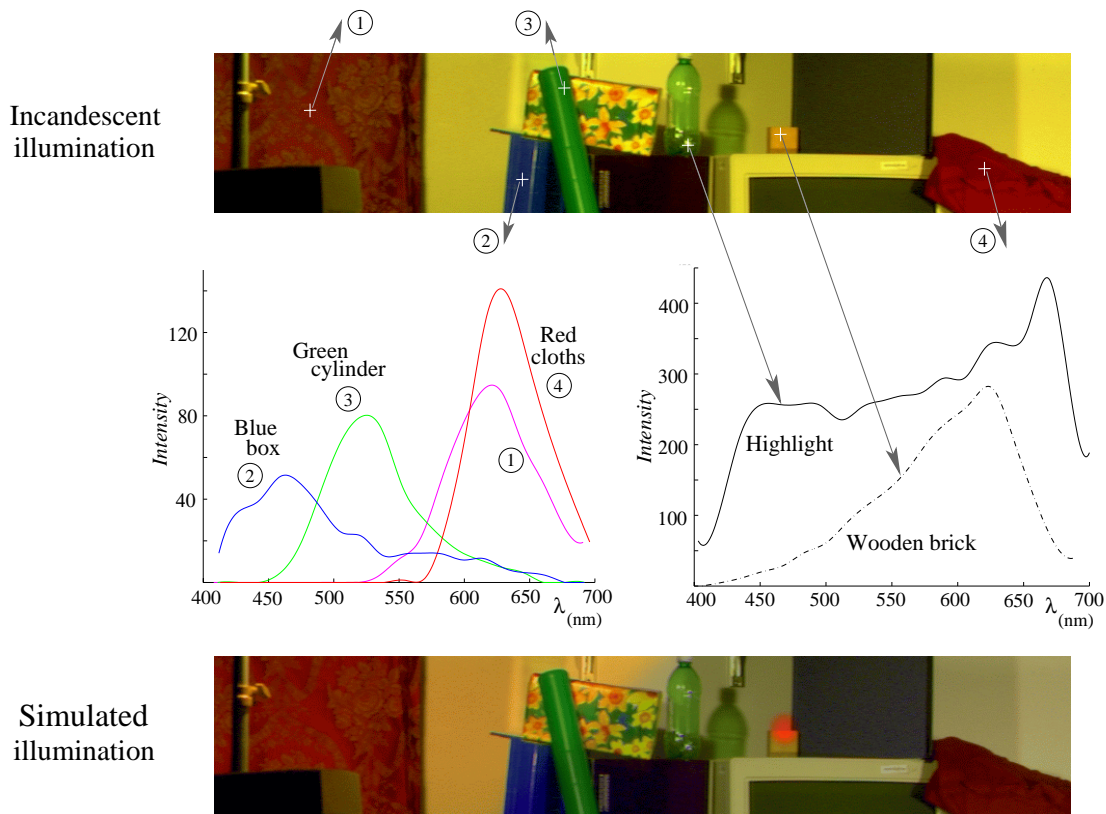 ①
③
Incandescent
illumination
②
④
Intensity
120
80
40
400
450
500
550
600
650
700
λ (nm)
Blue
box
②
Green
cylinder
③
Red
cloths
④
①
Intensity
400
300
200
100
400
450
500
550
600
650
700
λ (nm)
Highlight
Wooden brick
Simulated
illumination